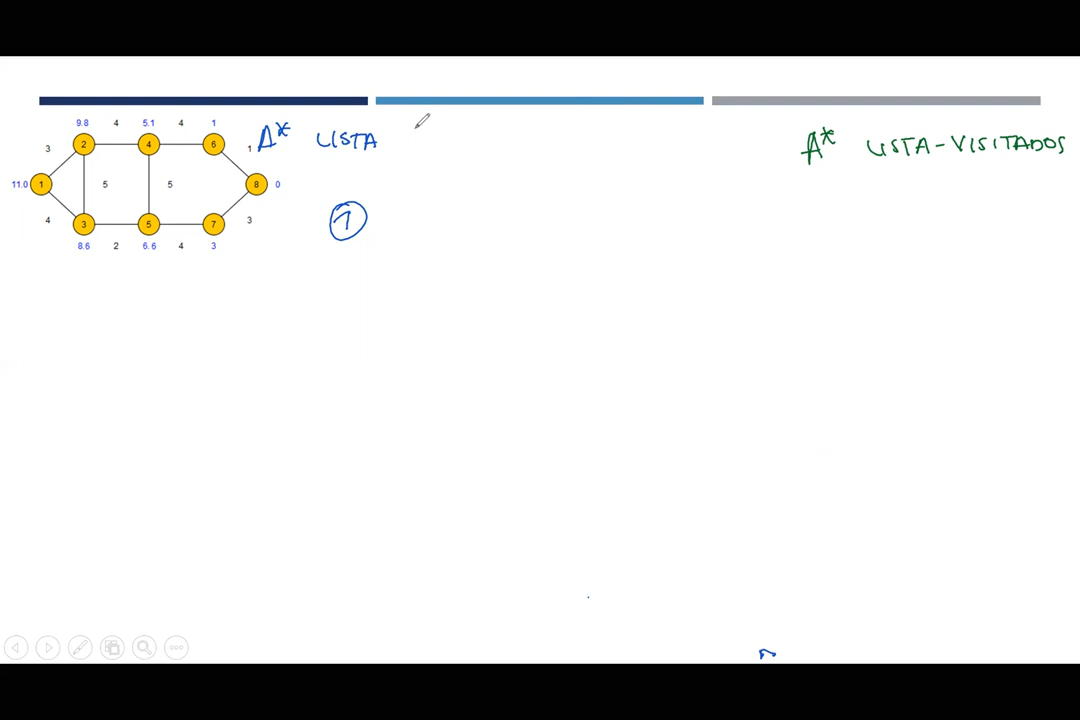 9.8 4 5.1 4 1
A* LISTA
A* LISTA-VISITADOS
3 2 4 6 1
11.0 1 5 5 8 0
4 3 5 7 3
8.6 2 6.6 4 3
1